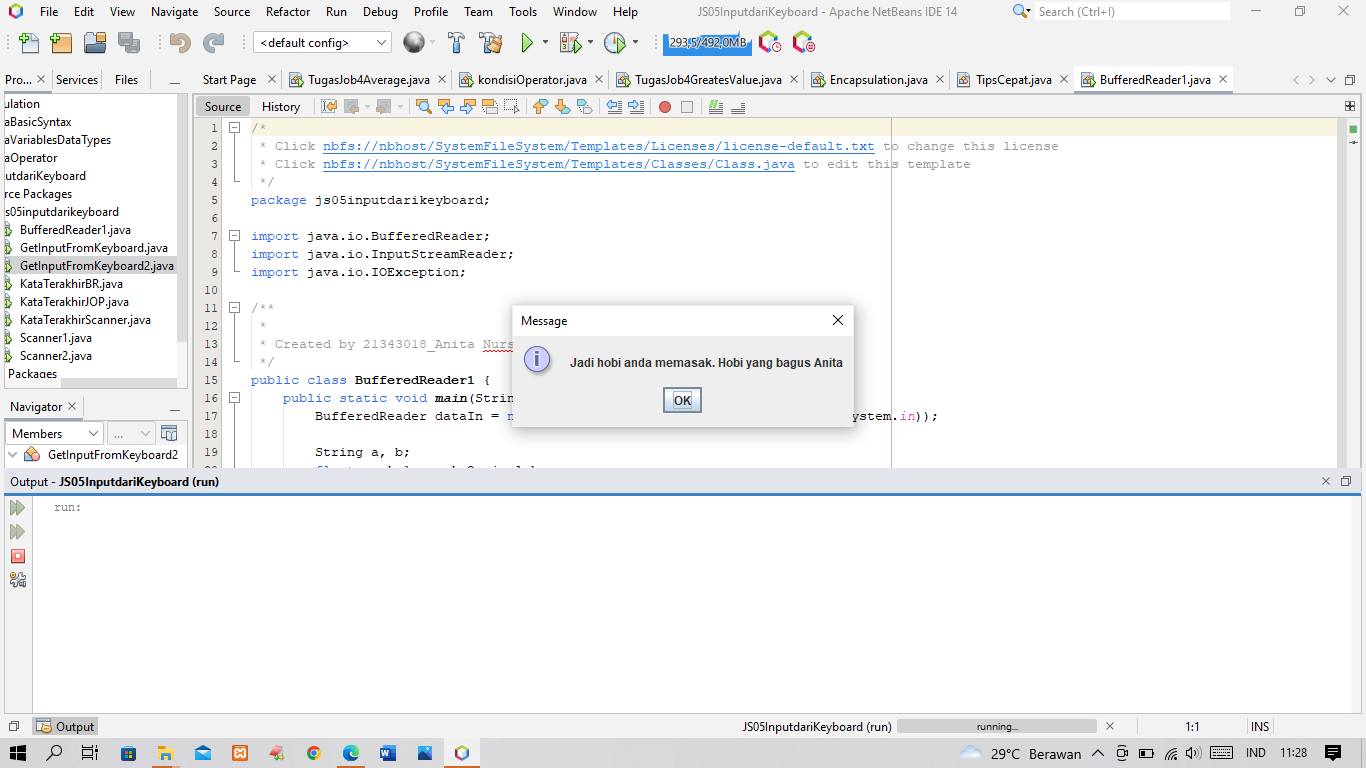 File Edit View Navigate Source Refactor Run Debug Profile Team Tools Window Help
JS05InputdariKeyboard - Apache NetBeans IDE 14
Search (Ctrl+I)
<default config>
293,5/492,0MB
Pro...
Services
Files
Start Page
TugasJob4Average.java
kondisiOperator.java
TugasJob4GreatesValue.java
Encapsulation.java
TipsCepat.java
BufferedReader1.java
Source
History
ulation
aBasicSyntax
aVariablesDataTypes
aOperator
utdariKeyboard
rce Packages
s05inputdarikeyboard
BufferedReader1.java
GetInputFromKeyboard.java
GetInputFromKeyboard2.java
KataTerakhirBR.java
KataTerakhirJOP.java
KataTerakhirScanner.java
Scanner1.java
Scanner2.java
Packages
Navigator
Members
...
GetInputFromKeyboard2
1 /*
2 * Click nbfs://nbhost/SystemFileSystem/Templates/Licenses/license-default.txt to change this license
3 * Click nbfs://nbhost/SystemFileSystem/Templates/Classes/Class.java to edit this template
4 */
5 package js05inputdarikeyboard;
6
7 import java.io.BufferedReader;
8 import java.io.InputStreamReader;
9 import java.io.IOException;
10
11 /**
12 *
13 * Created by 21343018_Anita Nurs
14 */
15 public class BufferedReader1 {
16 public static void main(Strin
17 BufferedReader dataIn = n ystem.in));
18
19 String a, b;
Message
Jadi hobi anda memasak. Hobi yang bagus Anita
OK
Output - JS05InputdariKeyboard (run)
run:
Output
JS05InputdariKeyboard (run)
running...
1:1
INS
29°C Berawan
IND
11:28